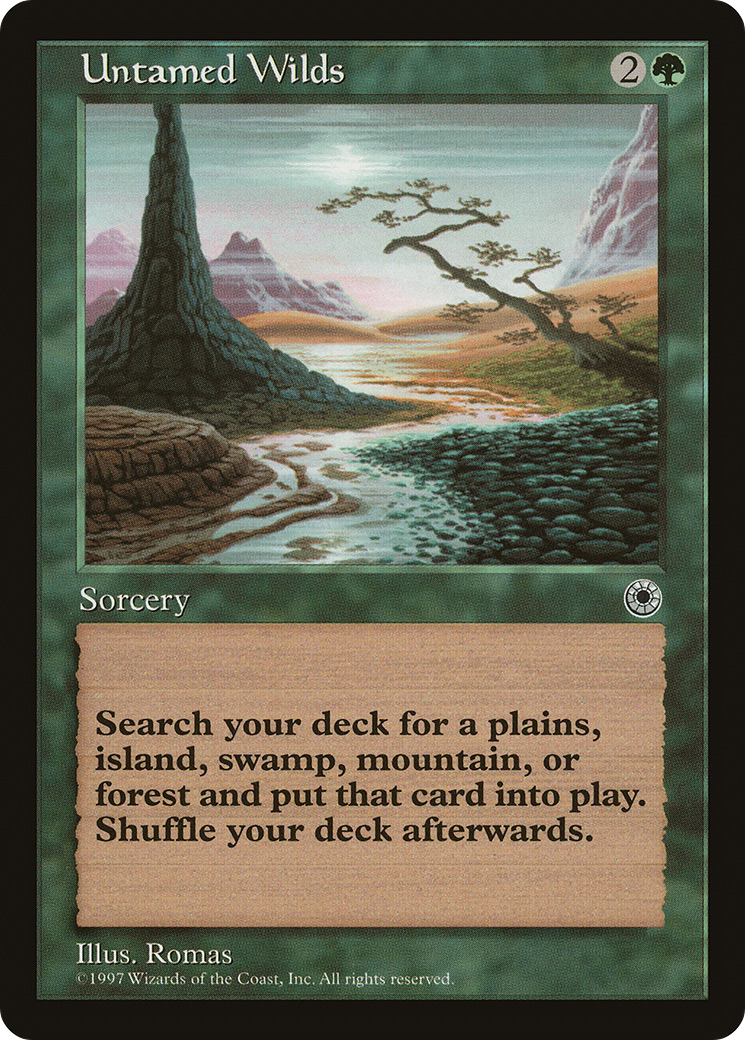 Untamed Wilds 2
Sorcery
Search your deck for a plains,
island, swamp, mountain, or
forest and put that card into play.
Shuffle your deck afterwards.
Illus. Romas
©1997 Wizards of the Coast, Inc. All rights reserved.